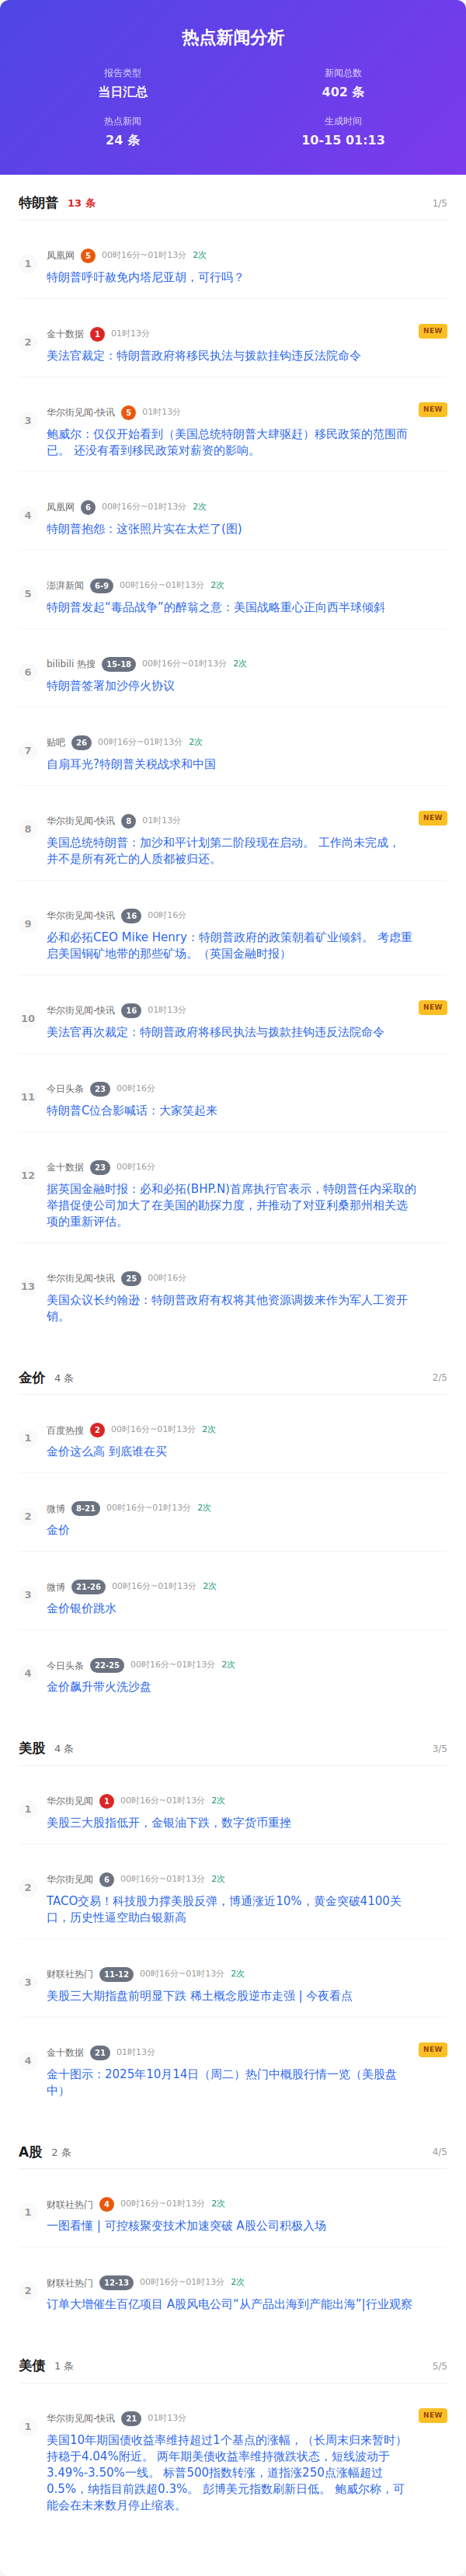 热点新闻分析
报告类型
当日汇总
新闻总数
402 条
热点新闻
24 条
生成时间
10-15 01:13
特朗普 13 条 1/5
1
凤凰网 5 00时16分~01时13分 2次
特朗普呼吁赦免内塔尼亚胡，可行吗？
2
金十数据 1 01时13分 NEW
美法官裁定：特朗普政府将移民执法与拨款挂钩违反法院命令
3
华尔街见闻-快讯 5 01时13分 NEW
鲍威尔：仅仅开始看到（美国总统特朗普大肆驱赶）移民政策的范围而
已。 还没有看到移民政策对薪资的影响。
4
凤凰网 6 00时16分~01时13分 2次
特朗普抱怨：这张照片实在太烂了(图)
5
澎湃新闻 6-9 00时16分~01时13分 2次
特朗普发起“毒品战争”的醉翁之意：美国战略重心正向西半球倾斜
6
bilibili 热搜 15-18 00时16分~01时13分 2次
特朗普签署加沙停火协议
7
贴吧 26 00时16分~01时13分 2次
自扇耳光?特朗普关税战求和中国
8
华尔街见闻-快讯 8 01时13分 NEW
美国总统特朗普：加沙和平计划第二阶段现在启动。 工作尚未完成，
并不是所有死亡的人质都被归还。
9
华尔街见闻-快讯 16 00时16分
必和必拓CEO Mike Henry：特朗普政府的政策朝着矿业倾斜。 考虑重
启美国铜矿地带的那些矿场。（英国金融时报）
10
华尔街见闻-快讯 16 01时13分 NEW
美法官再次裁定：特朗普政府将移民执法与拨款挂钩违反法院命令
11
今日头条 23 00时16分
特朗普C位合影喊话：大家笑起来
12
金十数据 23 00时16分
据英国金融时报：必和必拓(BHP.N)首席执行官表示，特朗普任内采取的
举措促使公司加大了在美国的勘探力度，并推动了对亚利桑那州相关选
项的重新评估。
13
华尔街见闻-快讯 25 00时16分
美国众议长约翰逊：特朗普政府有权将其他资源调拨来作为军人工资开
销。
金价 4 条 2/5
1
百度热搜 2 00时16分~01时13分 2次
金价这么高 到底谁在买
2
微博 8-21 00时16分~01时13分 2次
金价
3
微博 21-26 00时16分~01时13分 2次
金价银价跳水
4
今日头条 22-25 00时16分~01时13分 2次
金价飙升带火洗沙盘
美股 4 条 3/5
1
华尔街见闻 1 00时16分~01时13分 2次
美股三大股指低开，金银油下跌，数字货币重挫
2
华尔街见闻 6 00时16分~01时13分 2次
TACO交易！科技股力撑美股反弹，博通涨近10%，黄金突破4100关
口，历史性逼空助白银新高
3
财联社热门 11-12 00时16分~01时13分 2次
美股三大期指盘前明显下跌 稀土概念股逆市走强 | 今夜看点
4
金十数据 21 01时13分 NEW
金十图示：2025年10月14日（周二）热门中概股行情一览（美股盘
中）
A股 2 条 4/5
1
财联社热门 4 00时16分~01时13分 2次
一图看懂 | 可控核聚变技术加速突破 A股公司积极入场
2
财联社热门 12-13 00时16分~01时13分 2次
订单大增催生百亿项目 A股风电公司“从产品出海到产能出海”|行业观察
美债 1 条 5/5
1
华尔街见闻-快讯 21 01时13分 NEW
美国10年期国债收益率维持超过1个基点的涨幅，（长周末归来暂时）
持稳于4.04%附近。 两年期美债收益率维持微跌状态，短线波动于
3.49%-3.50%一线。 标普500指数转涨，道指涨250点涨幅超过
0.5%，纳指目前跌超0.3%。 彭博美元指数刷新日低。 鲍威尔称，可
能会在未来数月停止缩表。